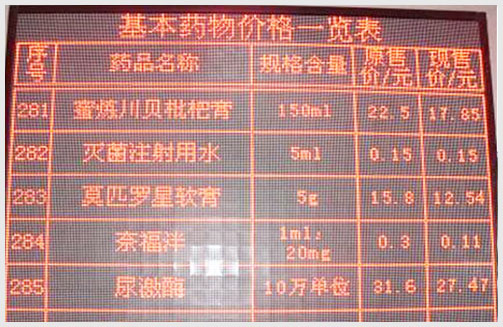 基本药物价格一览表
序号 药品名称 规格含量 原售价/元 现售价/元
281 蜜炼川贝枇杷膏 150ml 22.5 17.85
282 灭菌注射用水 5ml 0.15 0.15
283 莫匹罗星软膏 5g 15.8 12.54
284 奈福泮 1ml:20mg 0.3 0.11
285 尿激酶 10万单位 31.6 27.47